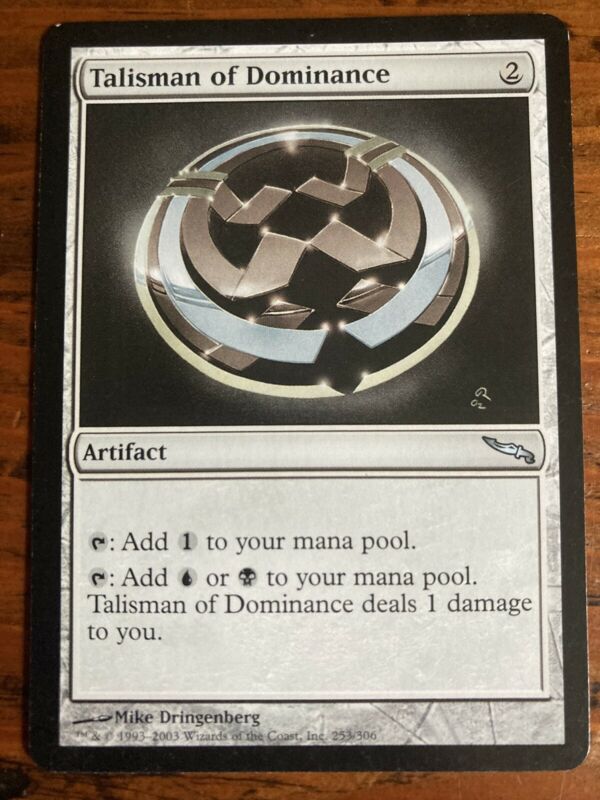 Talisman of Dominance 2
Artifact
: Add 1 to your mana pool.
: Add or to your mana pool.
Talisman of Dominance deals 1 damage
to you.
Mike Dringenberg
™ & © 1993–2003 Wizards of the Coast, Inc. 253/306